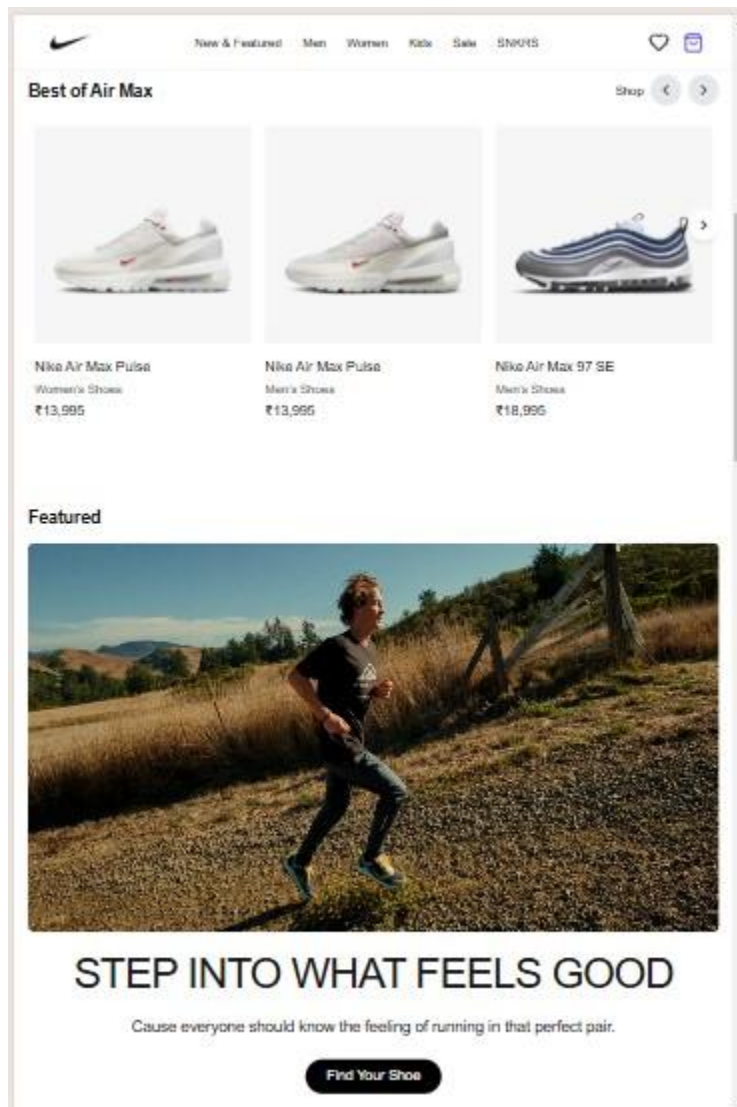 New & Featured Men Women Kids Sale SNKRS
Best of Air Max
Shop
Nike Air Max Pulse
Women's Shoes
₹13,995
Nike Air Max Pulse
Men's Shoes
₹13,995
Nike Air Max 97 SE
Men's Shoes
₹18,995
Featured
STEP INTO WHAT FEELS GOOD
Cause everyone should know the feeling of running in that perfect pair.
Find Your Shoe